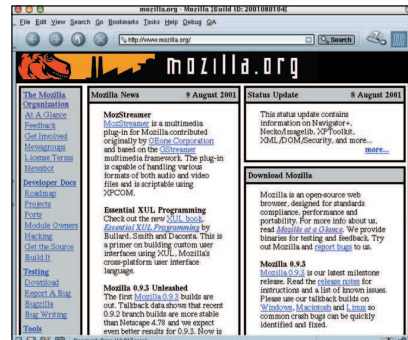 mozilla.org - Mozilla {Build ID: 2001080104}
File Edit View Search Go Bookmarks Tasks Help Debug QA
http://www.mozilla.org/
Search
mozilla.org
The Mozilla
Organization
At A Glance
Feedback
Get Involved
Newsgroups
License Terms
Newsbot
Developer Docs
Roadmap
Projects
Ports
Module Owners
Hacking
Get the Source
Build It
Testing
Download
Report A Bug
Bugzilla
Bug Writing
Tools
Mozilla News 9 August 2001
MozStreamer
MozStreamer is a multimedia
plug-in for Mozilla contributed
originally by OEone Corporation
and based on the GStreamer
multimedia framework. The plug-in
is capable of handling various
formats of both audio and video
files and is scriptable using
XPCOM.
Essential XUL Programming
Check out the new XUL book,
Essential XUL Programming by
Bullard, Smith and Daconta. This is
a primer on building custom user
interfaces using XUL, Mozilla's
cross-platform user interface
language.
Mozilla 0.9.3 Unleashed
The first Mozilla 0.9.3 builds are
out. Talkback data shows that recent
0.9.2 branch builds are more stable
than Netscape 4.78 and we expect
even better results for 0.9.3. Now is
Status Update 8 August 2001
This status update contains
information on Navigator+,
Necko/Imagelib, XPToolkit,
XML/DOM/Security, and more...
more...
Download Mozilla
Mozilla is an open-source web
browser, designed for standards
compliance, performance and
portability. For more info about us,
read Mozilla at a Glance. We provide
binaries for testing and feedback. Try
out Mozilla and report bugs to us.
Mozilla 0.9.3
Mozilla 0.9.3 is our latest milestone
release. Read the release notes for
instructions and a list of known issues.
Please use our talkback builds on
Windows, Macintosh and Linux so
common crash bugs can be quickly
identified and fixed.